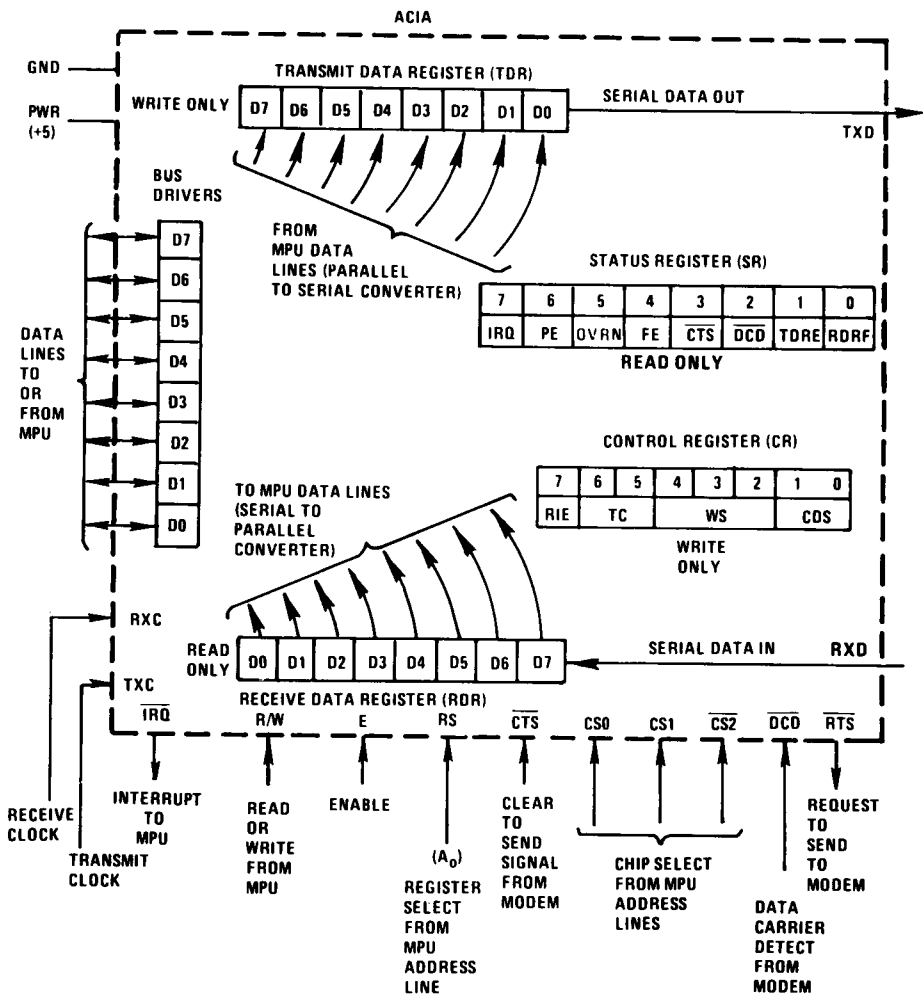 ACIA
GND
PWR
(+5)
TRANSMIT DATA REGISTER (TDR)
WRITE ONLY
D7 D6 D5 D4 D3 D2 D1 D0
SERIAL DATA OUT
TXD
BUS
DRIVERS
D7
D6
D5
D4
D3
D2
D1
D0
DATA
LINES
TO
OR
FROM
MPU
FROM
MPU DATA
LINES (PARALLEL
TO SERIAL CONVERTER)
STATUS REGISTER (SR)
7 6 5 4 3 2 1 0
IRQ PE OVRN FE C̅T̅S̅ D̅C̅D̅ TDRE RDRF
READ ONLY
CONTROL REGISTER (CR)
7 6 5 4 3 2 1 0
RIE TC WS CDS
WRITE
ONLY
TO MPU DATA LINES
(SERIAL TO
PARALLEL
CONVERTER)
RXC
TXC
READ
ONLY
D0 D1 D2 D3 D4 D5 D6 D7
SERIAL DATA IN
RXD
RECEIVE DATA REGISTER (RDR)
I̅R̅Q̅ R/W E RS C̅T̅S̅ CS0 CS1 C̅S̅2̅ D̅C̅D̅ R̅T̅S̅
RECEIVE
CLOCK
TRANSMIT
CLOCK
INTERRUPT
TO
MPU
READ
OR
WRITE
FROM
MPU
ENABLE
(A₀)
REGISTER
SELECT
FROM
MPU
ADDRESS
LINE
CLEAR
TO
SEND
SIGNAL
FROM
MODEM
CHIP SELECT
FROM MPU
ADDRESS
LINES
DATA
CARRIER
DETECT
FROM
MODEM
REQUEST
TO
SEND
TO
MODEM